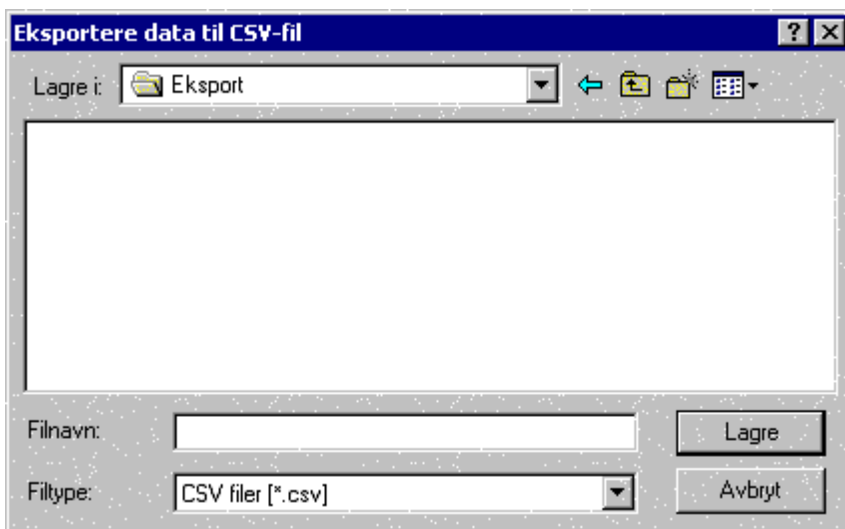 Eksportere data til CSV-fil
Lagre i: Eksport
Filnavn: Lagre
Filtype: CSV filer [*.csv] Avbryt